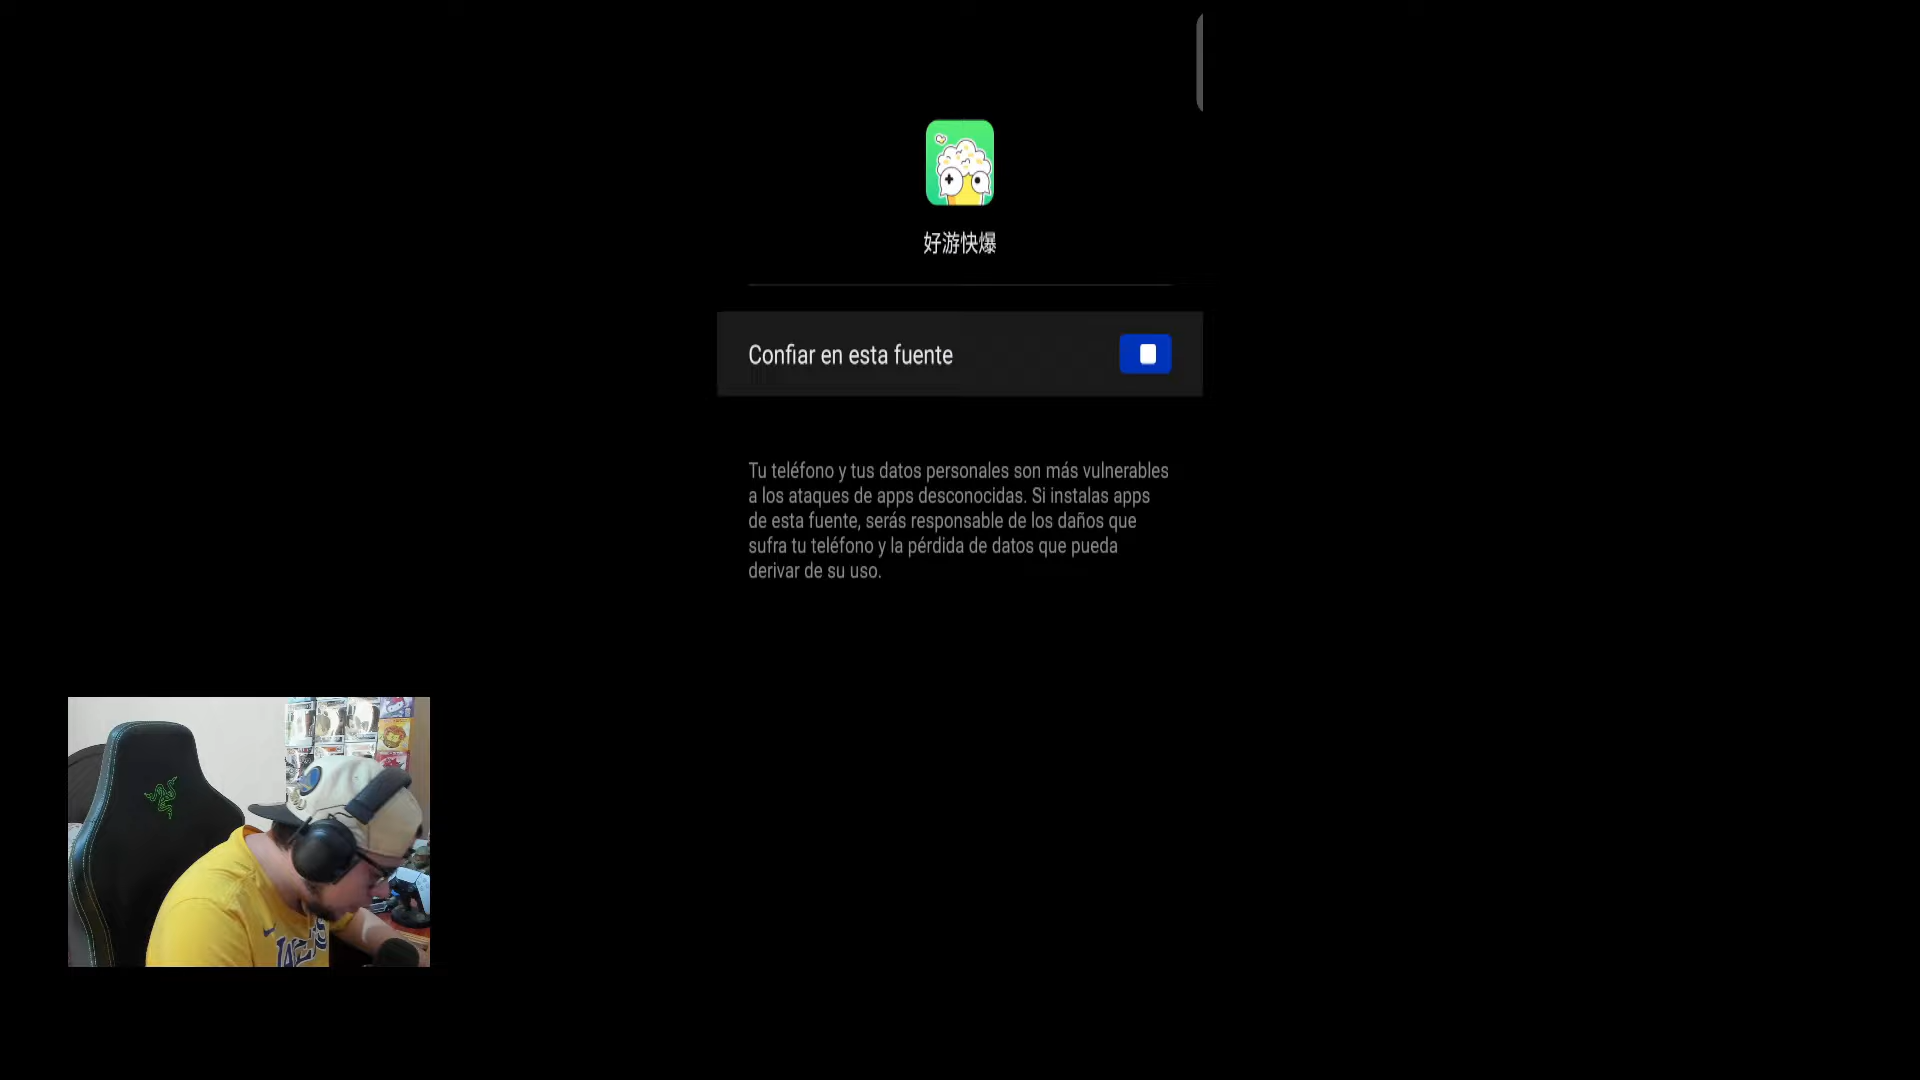 好游快爆
Confiar en esta fuente
Tu teléfono y tus datos personales son más vulnerables
a los ataques de apps desconocidas. Si instalas apps
de esta fuente, serás responsable de los daños que
sufra tu teléfono y la pérdida de datos que pueda
derivar de su uso.